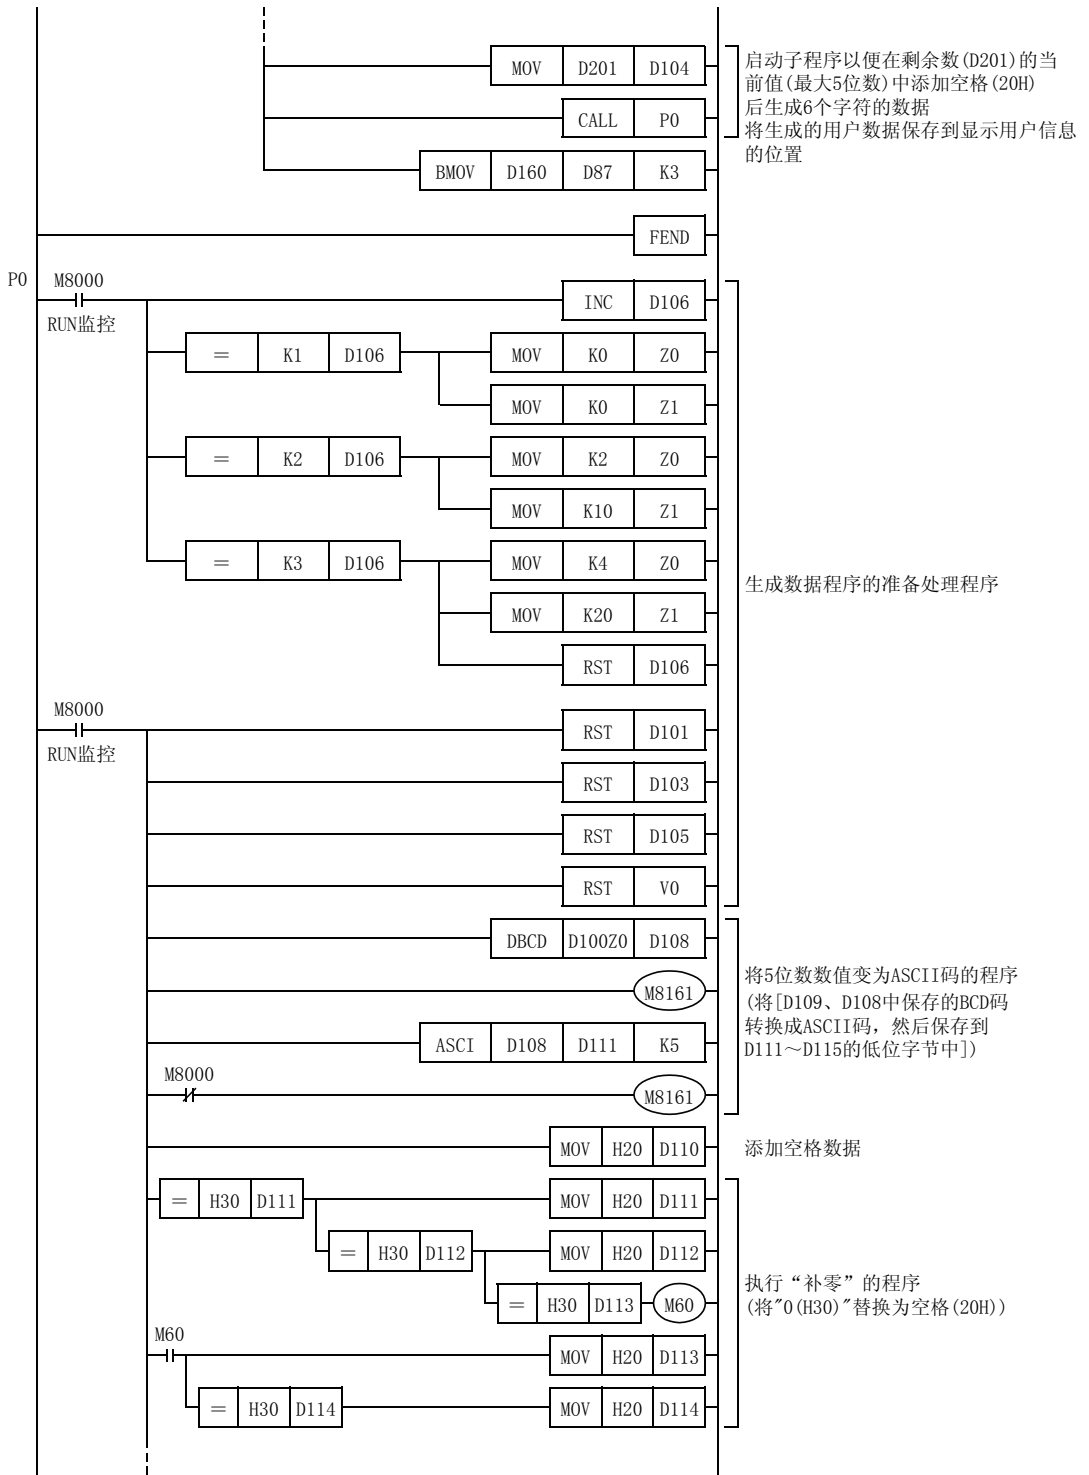 MOV D201 D104
启动子程序以便在剩余数(D201)的当
前值(最大5位数)中添加空格(20H)
后生成6个字符的数据
将生成的用户数据保存到显示用户信息
的位置
CALL P0
BMOV D160 D87 K3
FEND
P0
M8000
RUN监控
INC D106
= K1 D106 MOV K0 Z0
MOV K0 Z1
= K2 D106 MOV K2 Z0
MOV K10 Z1
= K3 D106 MOV K4 Z0
MOV K20 Z1
RST D106
生成数据程序的准备处理程序
M8000
RUN监控
RST D101
RST D103
RST D105
RST V0
DBCD D100Z0 D108
M8161
ASCI D108 D111 K5
M8000
M8161
将5位数数值变为ASCII码的程序
(将[D109、D108中保存的BCD码
转换成ASCII码，然后保存到
D111～D115的低位字节中])
MOV H20 D110
添加空格数据
= H30 D111 MOV H20 D111
= H30 D112 MOV H20 D112
= H30 D113 M60
执行“补零”的程序
(将"0(H30)"替换为空格(20H))
M60
MOV H20 D113
= H30 D114 MOV H20 D114